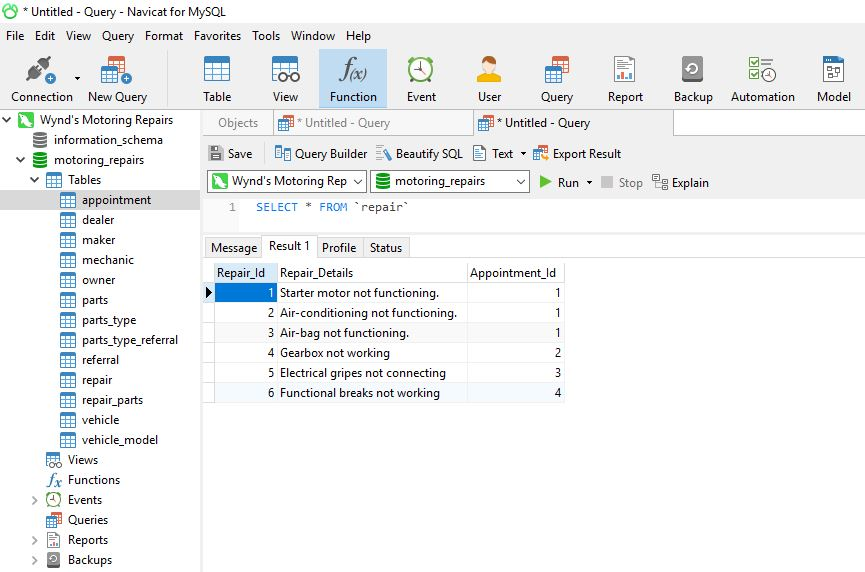 * Untitled - Query - Navicat for MySQL
File Edit View Query Format Favorites Tools Window Help
Connection New Query Table View Function Event User Query Report Backup Automation Model
f(x)
Wynd's Motoring Repairs
information_schema
motoring_repairs
Tables
appointment
dealer
maker
mechanic
owner
parts
parts_type
parts_type_referral
referral
repair
repair_parts
vehicle
vehicle_model
Views
fx Functions
Events
Queries
Reports
Backups
Objects * Untitled - Query * Untitled - Query
Save Query Builder Beautify SQL Text Export Result
Wynd's Motoring Rep motoring_repairs Run Stop Explain
1 SELECT * FROM `repair`
Message Result 1 Profile Status
Repair_Id Repair_Details Appointment_Id
1 Starter motor not functioning. 1
2 Air-conditioning not functioning. 1
3 Air-bag not functioning. 1
4 Gearbox not working 2
5 Electrical gripes not connecting 3
6 Functional breaks not working 4